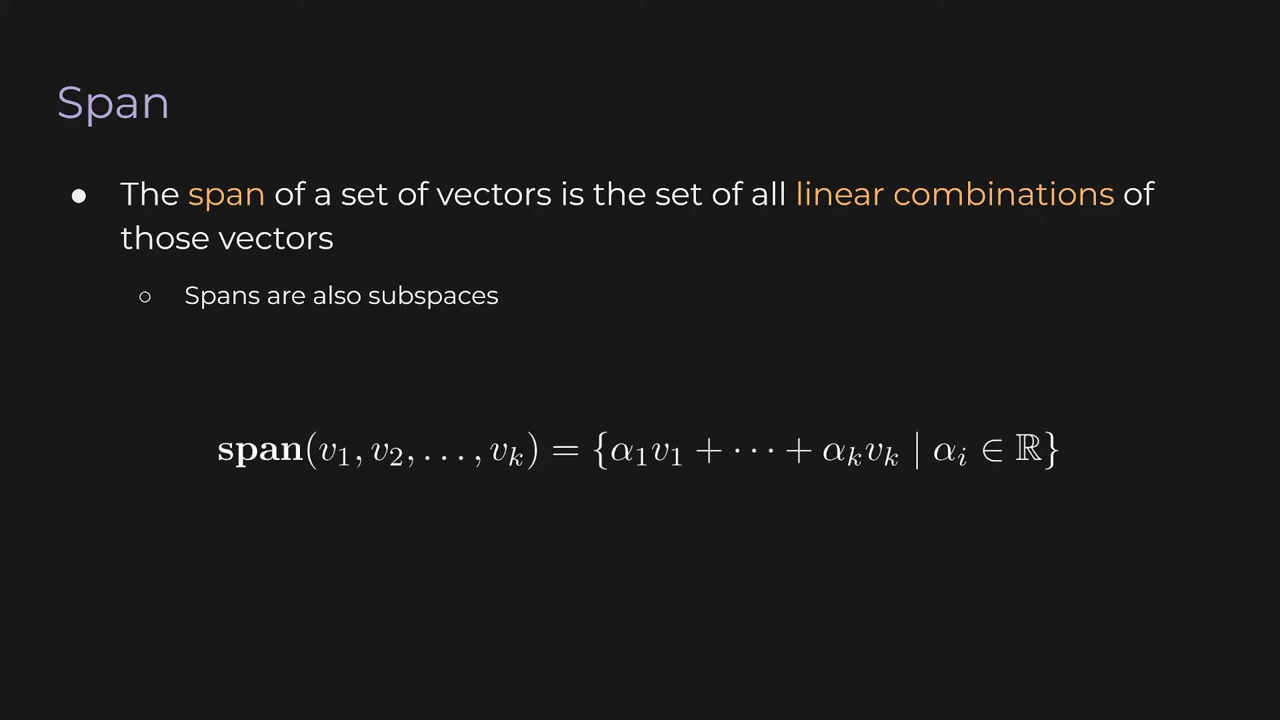 Span
● The span of a set of vectors is the set of all linear combinations of
those vectors
○ Spans are also subspaces
span(v₁, v₂, …, vₖ) = {α₁v₁ + ⋯ + αₖvₖ | αᵢ ∈ ℝ}